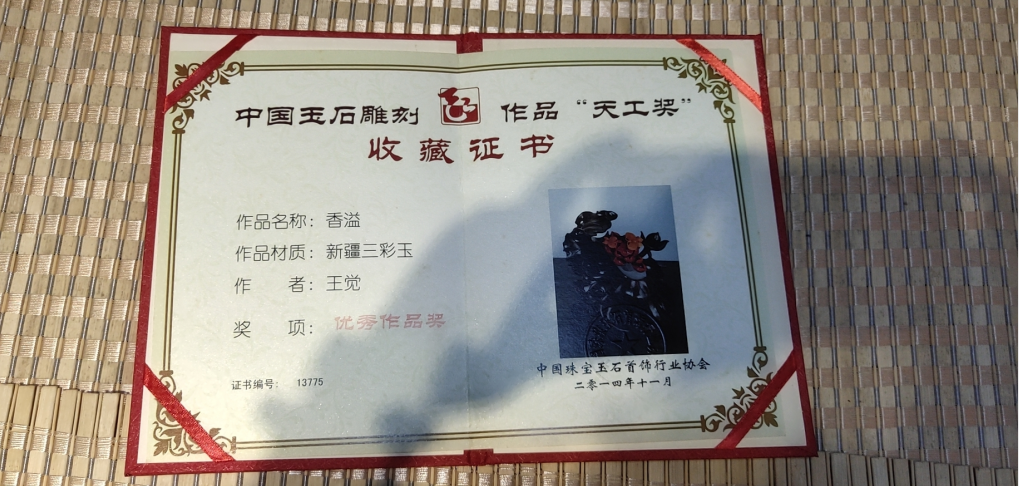 中国玉石雕刻 作品“天工奖”
收藏证书
作品名称：香溢
作品材质：新疆三彩玉
作 者：王觉
奖 项：优秀作品奖
证书编号： 13775
中国珠宝玉石首饰行业协会
二零一四年十一月